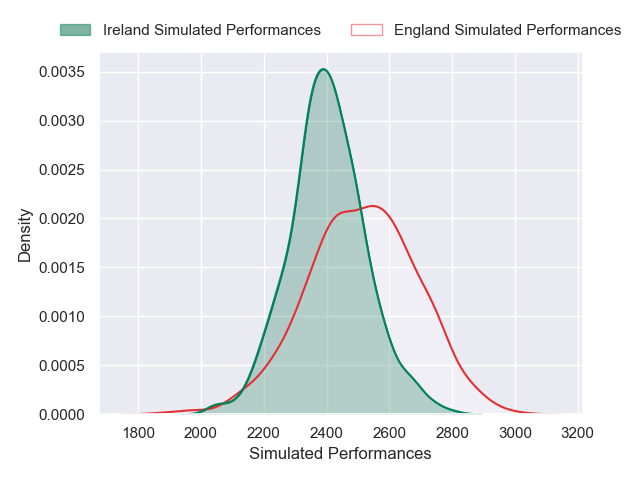 Ireland Simulated Performances England Simulated Performances
0.0035
0.0030
0.0025
0.0020
0.0015
0.0010
0.0005
0.0000
Density
1800 2000 2200 2400 2600 2800 3000 3200
Simulated Performances